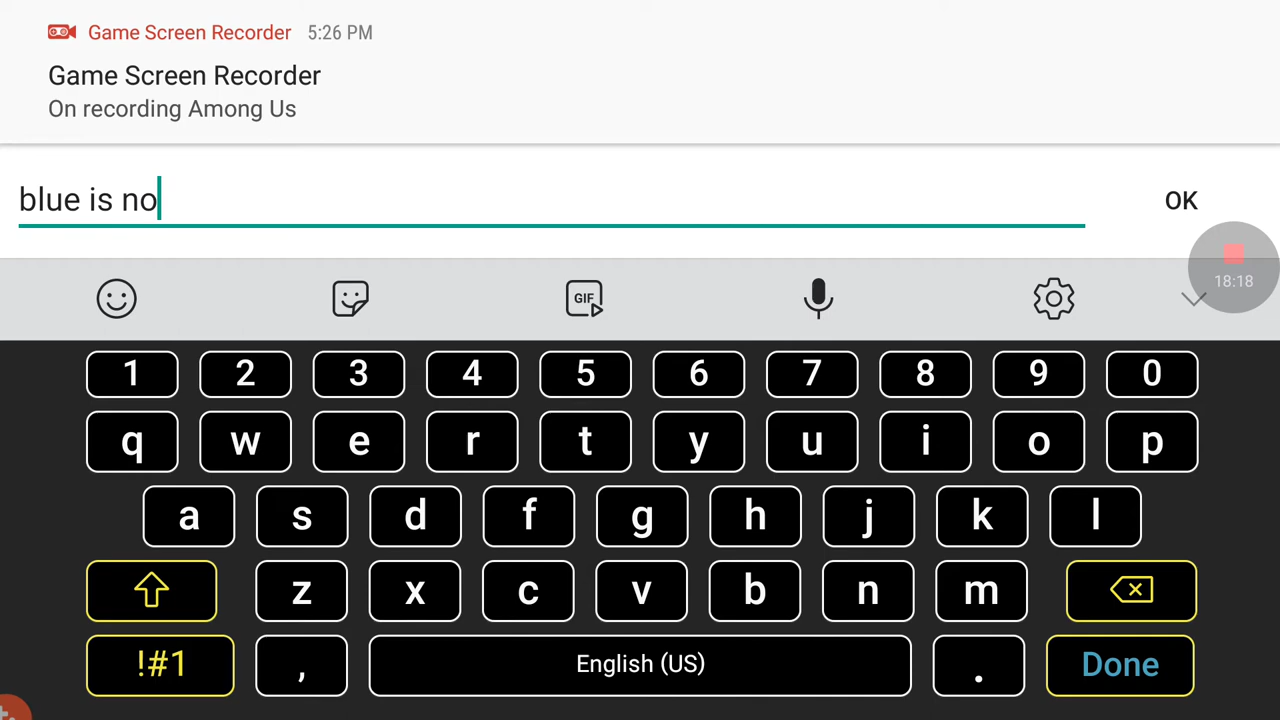 Game Screen Recorder 5:26 PM
Game Screen Recorder
On recording Among Us
blue is no
OK
18:18
GIF
1 2 3 4 5 6 7 8 9 0
q w e r t y u i o p
a s d f g h j k l
z x c v b n m
!#1 , English (US) . Done